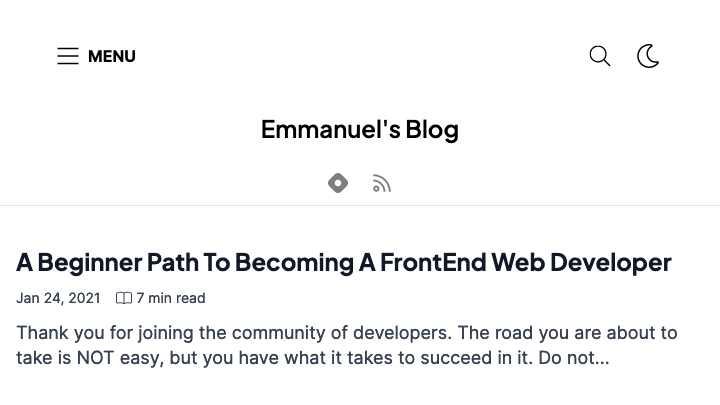 MENU
Emmanuel's Blog
A Beginner Path To Becoming A FrontEnd Web Developer
Jan 24, 2021 7 min read
Thank you for joining the community of developers. The road you are about to
take is NOT easy, but you have what it takes to succeed in it. Do not...